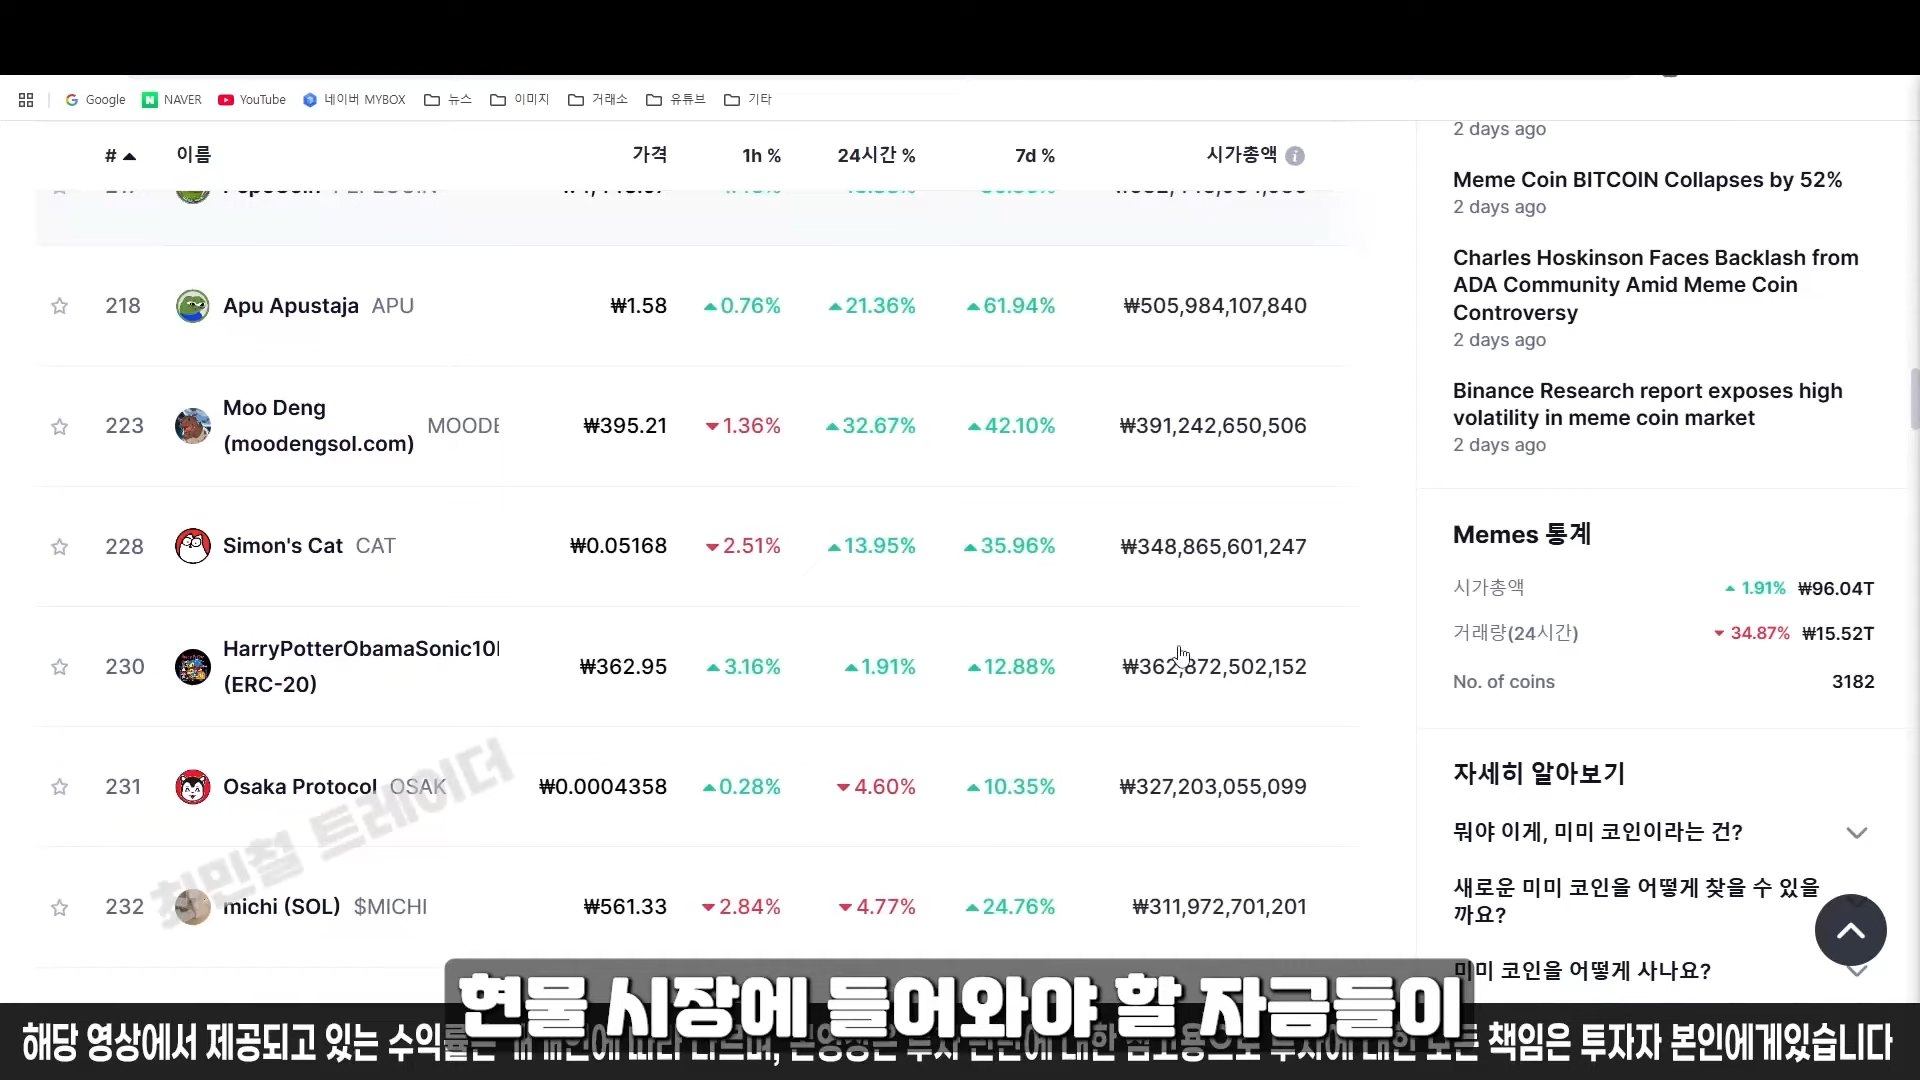 Google NAVER YouTube 네이버 MYBOX 뉴스 이미지 거래소 유튜브 기타
# 이름 가격 1h % 24시간 % 7d % 시가총액
218 Apu Apustaja APU ₩1.58 0.76% 21.36% 61.94% ₩505,984,107,840
223 Moo Deng (moodengsol.com) MOODE ₩395.21 1.36% 32.67% 42.10% ₩391,242,650,506
228 Simon's Cat CAT ₩0.05168 2.51% 13.95% 35.96% ₩348,865,601,247
230 HarryPotterObamaSonic10I (ERC-20) ₩362.95 3.16% 1.91% 12.88% ₩362,872,502,152
231 Osaka Protocol OSAK ₩0.0004358 0.28% 4.60% 10.35% ₩327,203,055,099
232 michi (SOL) $MICHI ₩561.33 2.84% 4.77% 24.76% ₩311,972,701,201
최민철 트레이더
2 days ago
Meme Coin BITCOIN Collapses by 52%
2 days ago
Charles Hoskinson Faces Backlash from
ADA Community Amid Meme Coin
Controversy
2 days ago
Binance Research report exposes high
volatility in meme coin market
2 days ago
Memes 통계
시가총액 1.91% ₩96.04T
거래량(24시간) 34.87% ₩15.52T
No. of coins 3182
자세히 알아보기
뭐야 이게, 미미 코인이라는 건?
새로운 미미 코인을 어떻게 찾을 수 있을
까요?
미미 코인을 어떻게 사나요?
현물 시장에 들어와야 할 자금들이
해당 영상에서 제공되고 있는 책임은 투자자 본인에게있습니다